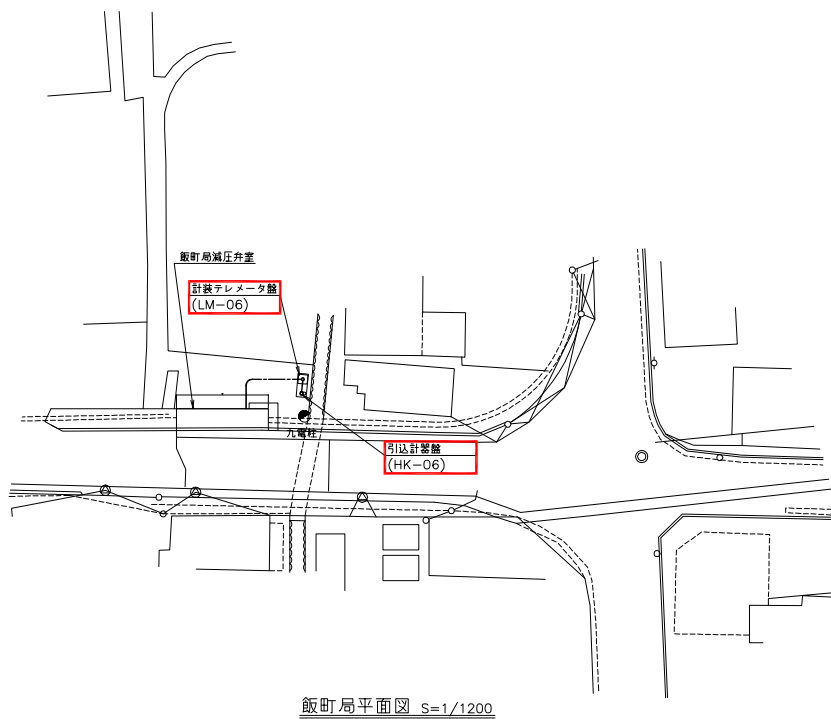 飯町局減圧弁室
計装テレメータ盤
(LM-06)
九電柱
引込計器盤
(HK-06)
飯町局平面図 S=1/1200